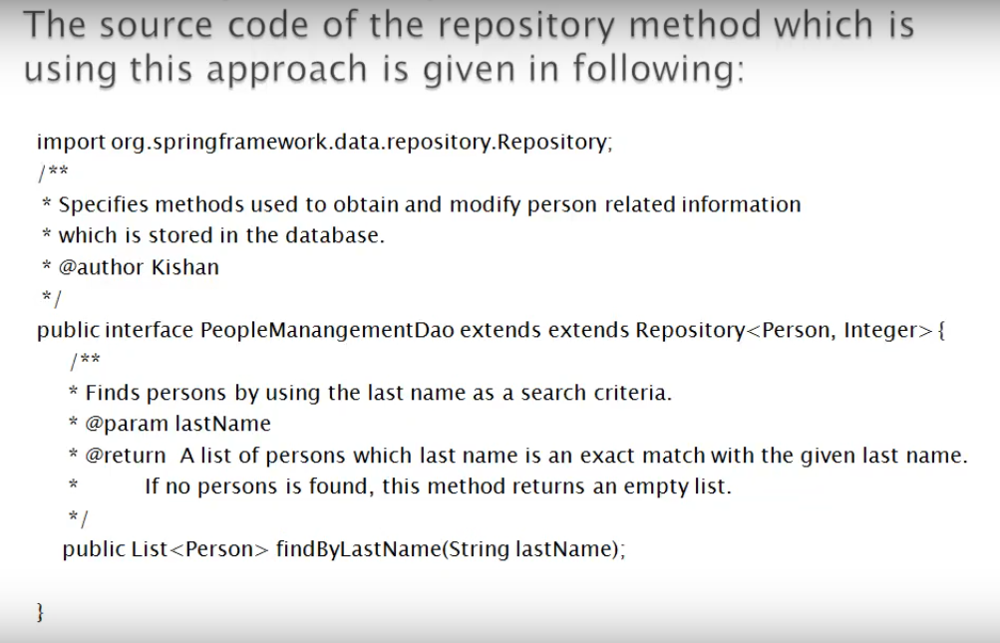 The source code of the repository method which is
using this approach is given in following:
import org.springframework.data.repository.Repository;
/**
* Specifies methods used to obtain and modify person related information
* which is stored in the database.
* @author Kishan
*/
public interface PeopleManangementDao extends extends Repository<Person, Integer> {
/**
* Finds persons by using the last name as a search criteria.
* @param lastName
* @return A list of persons which last name is an exact match with the given last name.
* If no persons is found, this method returns an empty list.
*/
public List<Person> findByLastName(String lastName);
}